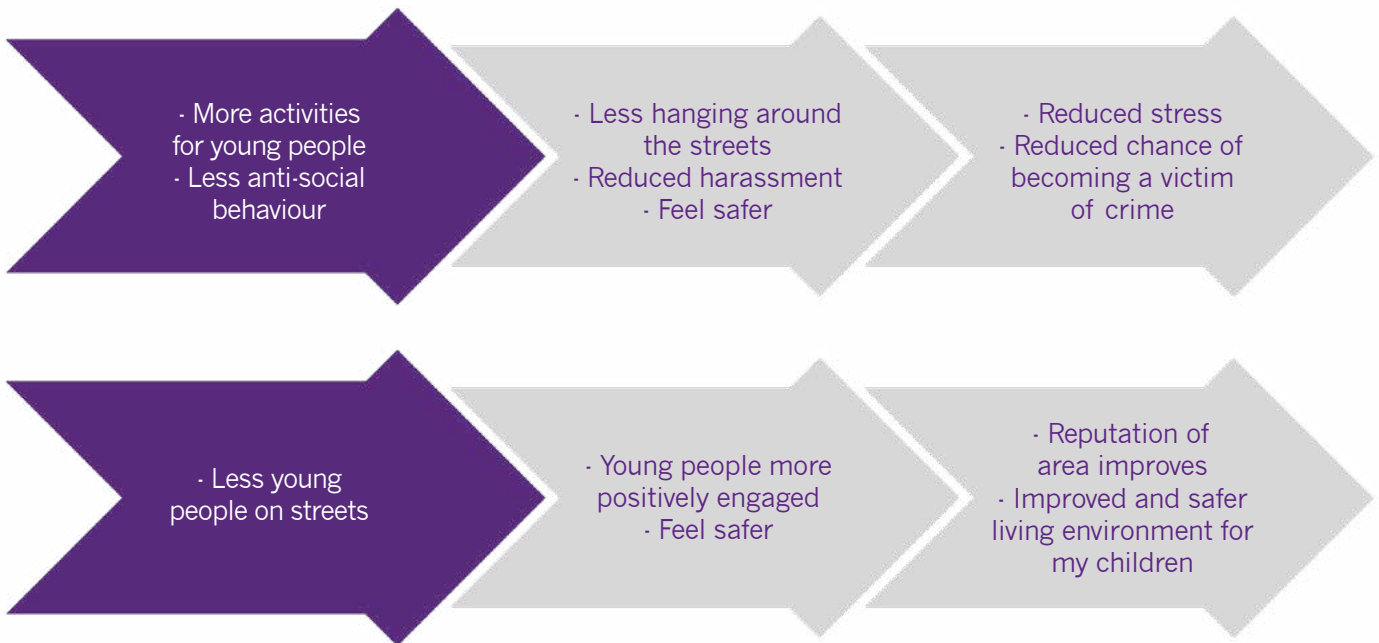 · More activities
for young people
· Less anti-social
behaviour
· Less hanging around
the streets
· Reduced harassment
· Feel safer
· Reduced stress
· Reduced chance of
becoming a victim
of crime
· Less young
people on streets
· Young people more
positively engaged
· Feel safer
· Reputation of
area improves
· Improved and safer
living environment for
my children